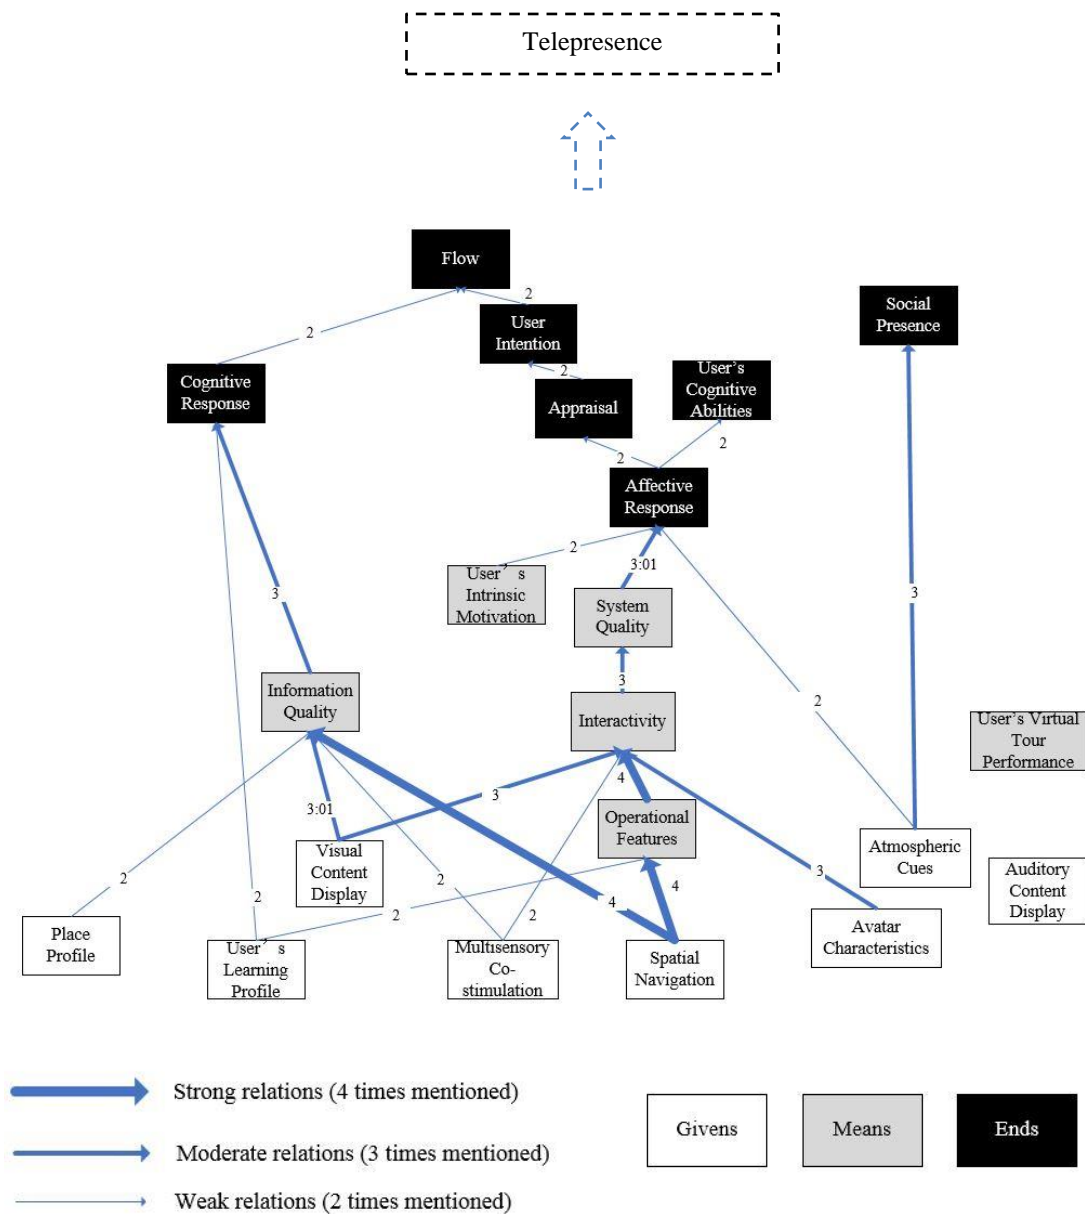 Telepresence
Flow
2
User
Intention
Social
Presence
2
2
Cognitive
Response
User's
Cognitive
Abilities
Appraisal
2
2
Affective
Response
2
3:01
User's
Intrinsic
Motivation
System
Quality
3
3
Information
Quality
3
Interactivity
2
User's Virtual
Tour
Performance
4
3
3:01
Operational
Features
Visual
Content
Display
Atmospheric
Cues
Auditory
Content
Display
2
2
3
4
4
2
2
2
Place
Profile
User's
Learning
Profile
Multisensory
Co-
stimulation
Spatial
Navigation
Avatar
Characteristics
Strong relations (4 times mentioned)
Moderate relations (3 times mentioned)
Weak relations (2 times mentioned)
Givens
Means
Ends